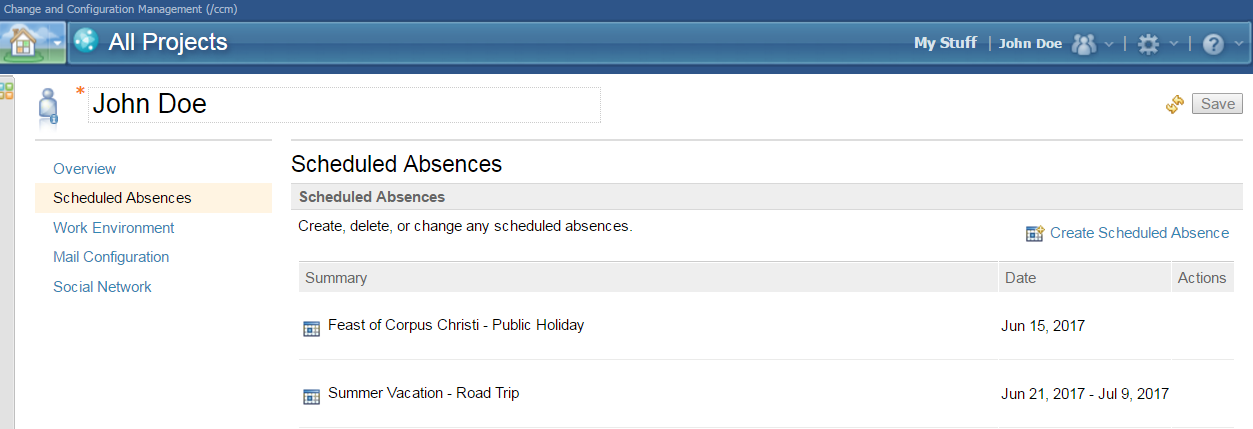 Change and Configuration Management (/ccm)
All Projects
My Stuff | John Doe | |
* John Doe
Save
Overview
Scheduled Absences
Work Environment
Mail Configuration
Social Network
Scheduled Absences
Scheduled Absences
Create, delete, or change any scheduled absences.
Create Scheduled Absence
Summary Date Actions
Feast of Corpus Christi - Public Holiday Jun 15, 2017
Summer Vacation - Road Trip Jun 21, 2017 - Jul 9, 2017